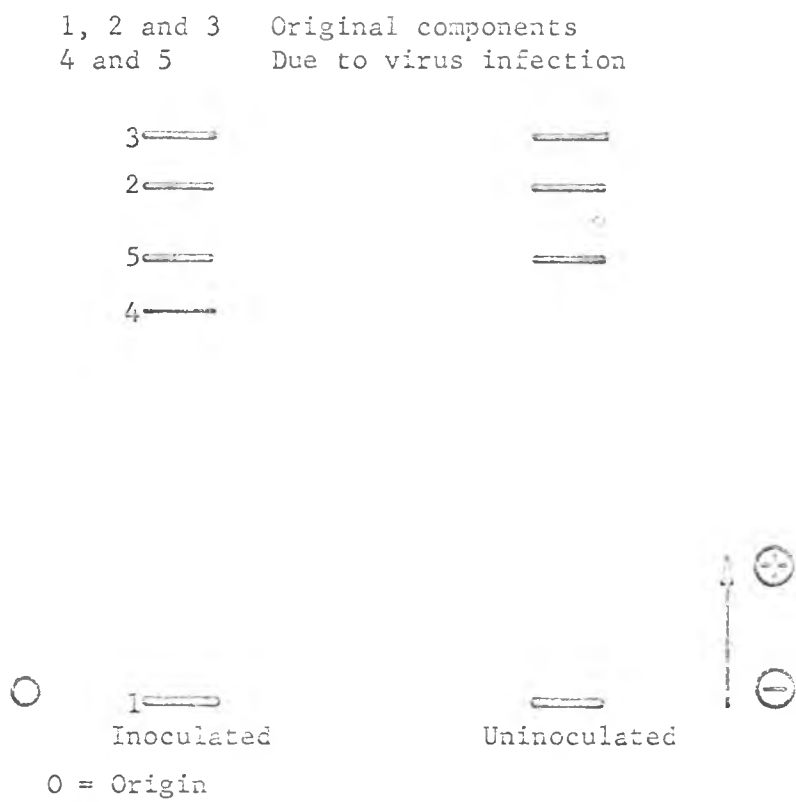 1, 2 and 3 Original components
4 and 5 Due to virus infection
3
2
5
4
+
O
1
-
Inoculated Uninoculated
O = Origin